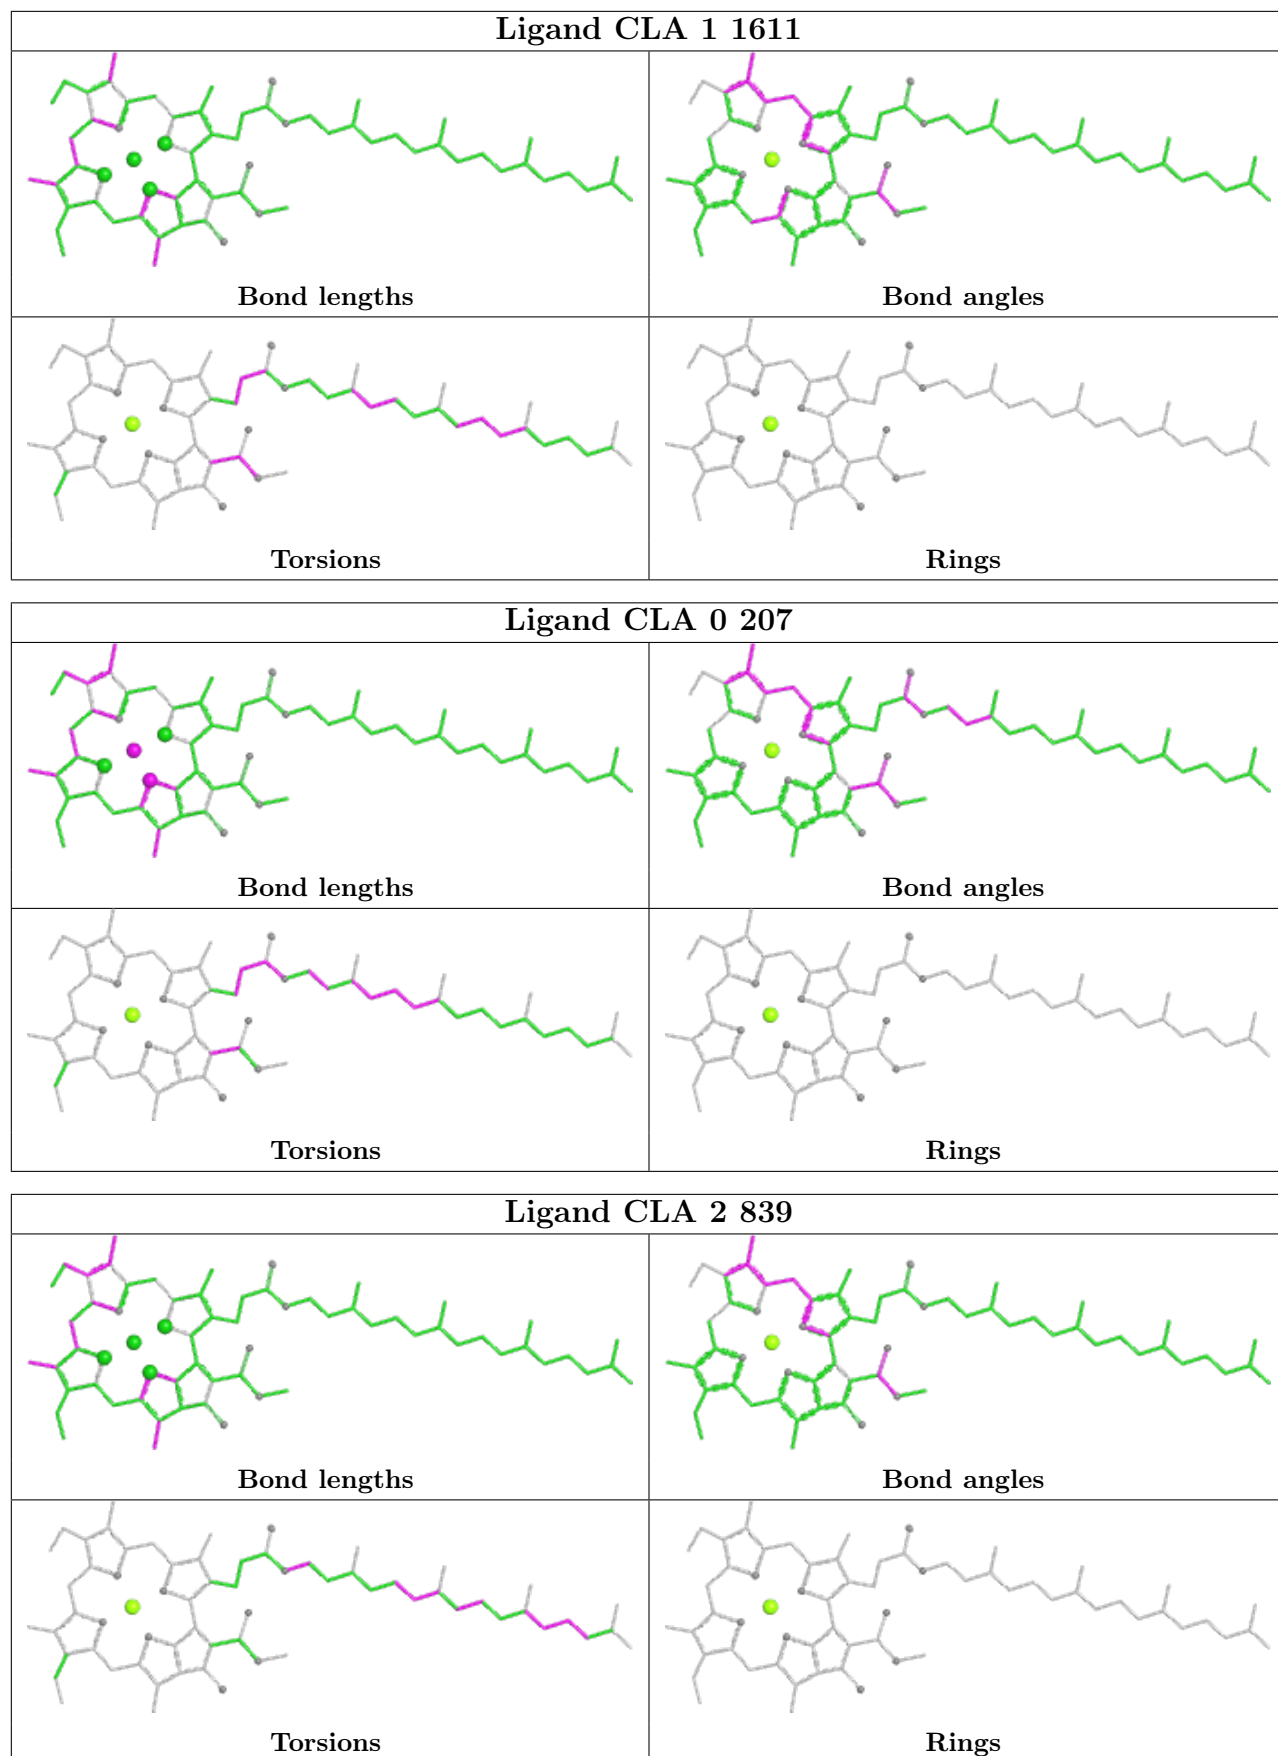 Ligand CLA 1 1611
Bond lengths
Bond angles
Torsions
Rings
Ligand CLA 0 207
Bond lengths
Bond angles
Torsions
Rings
Ligand CLA 2 839
Bond lengths
Bond angles
Torsions
Rings